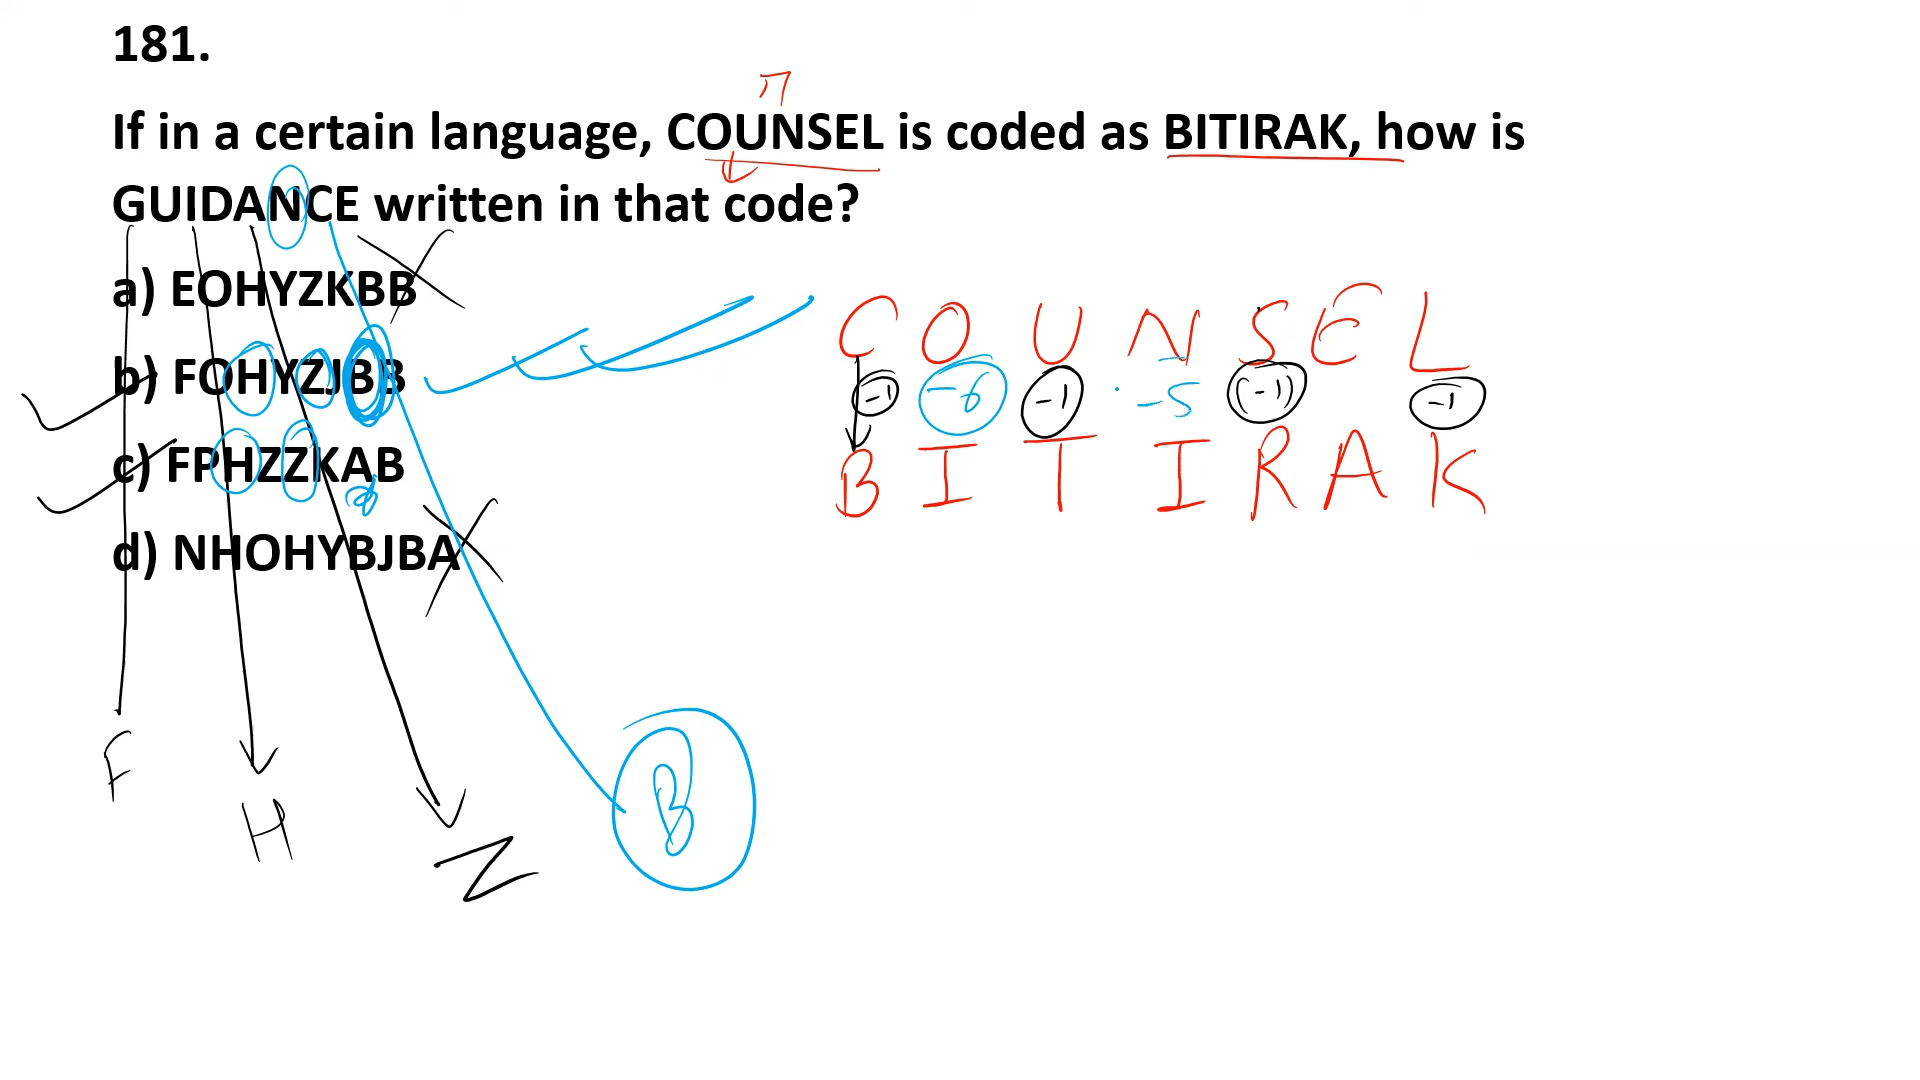 181.
If in a certain language, COUNSEL is coded as BITIRAK, how is
GUIDANCE written in that code?
a) EOHYZKBB
b) FOHYZJBB
c) FPHZZKAB
d) NHOHYBJBA
C O U N S E L
-1 -6 -1 -5 (-1) -1
B I T I R A K
F
H
Z
B